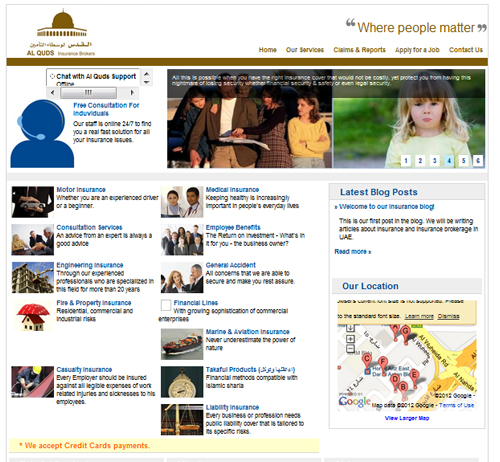 القدس لوسطاء التأمين
AL QUDS Insurance Brokers
“ Where people matter ”
Home Our Services Claims & Reports Apply for a Job Contact Us
Chat with Al Quds Support
Offline
Free Consultation For
Induviduals
Our staff is online 24/7 to find
you a real fast solution for all
your Insurance issues.
All this is possible when you have the right insurance cover that would not be costly, yet protect you from having this
nightmare of losing security whether financial security & safety or even legal security.
1 2 3 4 5 6
Motor Insurance
Whether you are an experienced driver
or a beginner.
Medical Insurance
Keeping healthy is increasingly
important in people's everyday lives
Consultation Services
An advice from an expert is always a
good advice
Employee Benefits
The Return on Investment - What's in
it for you - the business owner?
Engineering Insurance
Through our experienced
professionals who are specialized in
this field for more than 20 years
General Accident
All concerns that we are able to
secure and make you rest assure.
Fire & Property Insurance
Residential, commercial and
industrial risks
Financial Lines
With growing sophistication of commercial
enterprises
Marine & Aviation Insurance
Never underestimate the power of
nature
Casualty Insurance
Every Employer should be insured
against all legible expenses of work
related injuries and sicknesses to his
employees.
Takaful Products
Financial methods compatible with
Islamic sharia
Liability Insurance
Every business or profession needs
public liability cover that is tailored to
its specific risks.
* We accept Credit Cards payments.
Latest Blog Posts
» Welcome to our Insurance blog!
This is our first post in the blog. We will be writing
articles about insurance and insurance brokerage in
UAE.
Read more »
Our Location
to the standard font size. Learn more Dismiss
Al Hudheiba Rd
A
C
F
D
G
B
E
POWERED BY
Google
©2012 Google -
Map data ©2012 Google - Terms of Use
View Larger Map